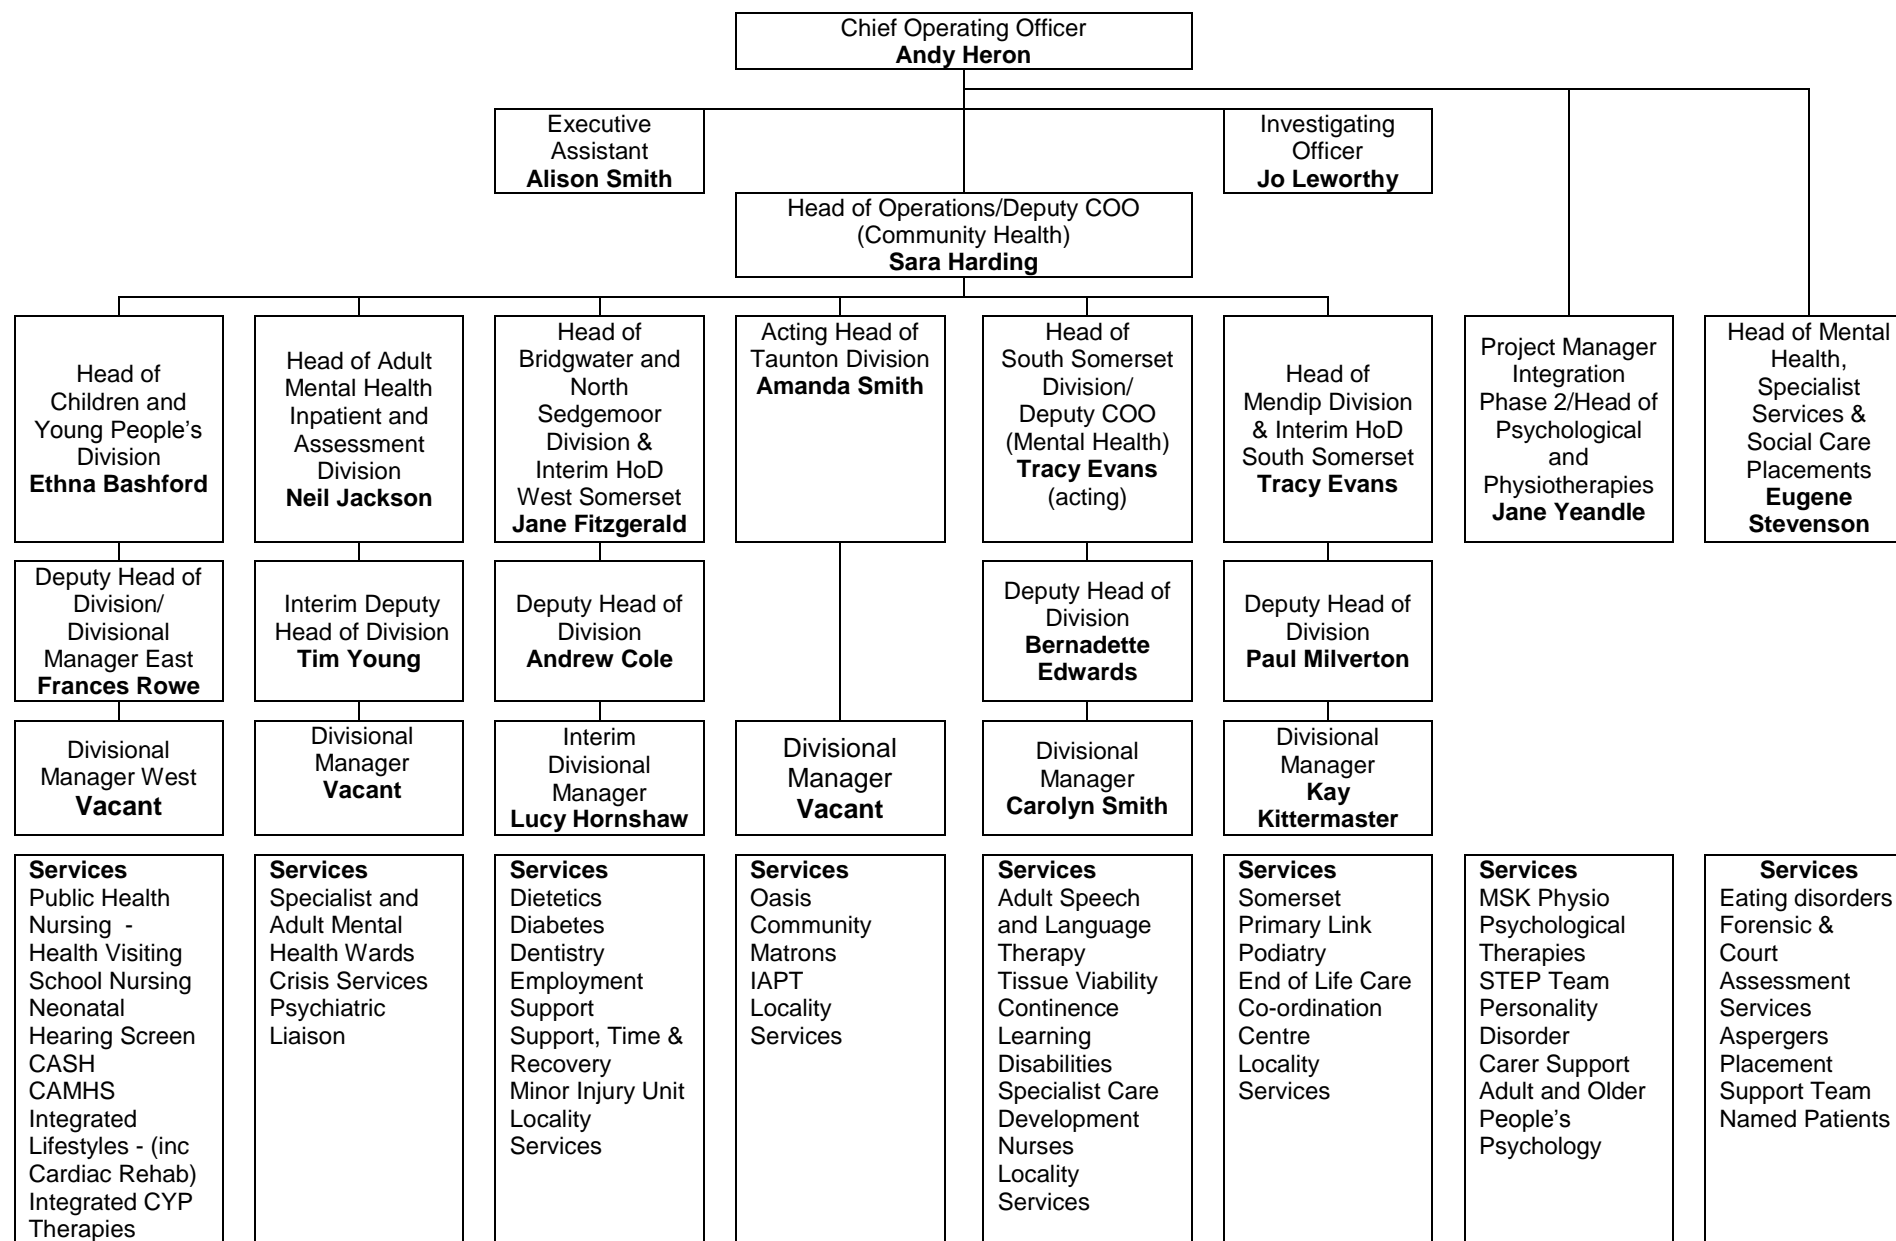 Chief Operating Officer
Andy Heron
Executive
Assistant
Alison Smith
Investigating
Officer
Jo Leworthy
Head of Operations/Deputy COO
(Community Health)
Sara Harding
Head of
Children and
Young People’s
Division
Ethna Bashford
Head of Adult
Mental Health
Inpatient and
Assessment
Division
Neil Jackson
Head of
Bridgwater and
North
Sedgemoor
Division &
Interim HoD
West Somerset
Jane Fitzgerald
Acting Head of
Taunton Division
Amanda Smith
Head of
South Somerset
Division/
Deputy COO
(Mental Health)
Tracy Evans
(acting)
Head of
Mendip Division
& Interim HoD
South Somerset
Tracy Evans
Project Manager
Integration
Phase 2/Head of
Psychological
and
Physiotherapies
Jane Yeandle
Head of Mental
Health,
Specialist
Services &
Social Care
Placements
Eugene
Stevenson
Deputy Head of
Division/
Divisional
Manager East
Frances Rowe
Interim Deputy
Head of Division
Tim Young
Deputy Head of
Division
Andrew Cole
Deputy Head of
Division
Bernadette
Edwards
Deputy Head of
Division
Paul Milverton
Divisional
Manager West
Vacant
Divisional
Manager
Vacant
Interim
Divisional
Manager
Lucy Hornshaw
Divisional
Manager
Vacant
Divisional
Manager
Carolyn Smith
Divisional
Manager
Kay
Kittermaster
Services
Public Health
Nursing -
Health Visiting
School Nursing
Neonatal
Hearing Screen
CASH
CAMHS
Integrated
Lifestyles - (inc
Cardiac Rehab)
Integrated CYP
Therapies
Services
Specialist and
Adult Mental
Health Wards
Crisis Services
Psychiatric
Liaison
Services
Dietetics
Diabetes
Dentistry
Employment
Support
Support, Time &
Recovery
Minor Injury Unit
Locality
Services
Services
Oasis
Community
Matrons
IAPT
Locality
Services
Services
Adult Speech
and Language
Therapy
Tissue Viability
Continence
Learning
Disabilities
Specialist Care
Development
Nurses
Locality
Services
Services
Somerset
Primary Link
Podiatry
End of Life Care
Co-ordination
Centre
Locality
Services
Services
MSK Physio
Psychological
Therapies
STEP Team
Personality
Disorder
Carer Support
Adult and Older
People’s
Psychology
Services
Eating disorders
Forensic &
Court
Assessment
Services
Aspergers
Placement
Support Team
Named Patients